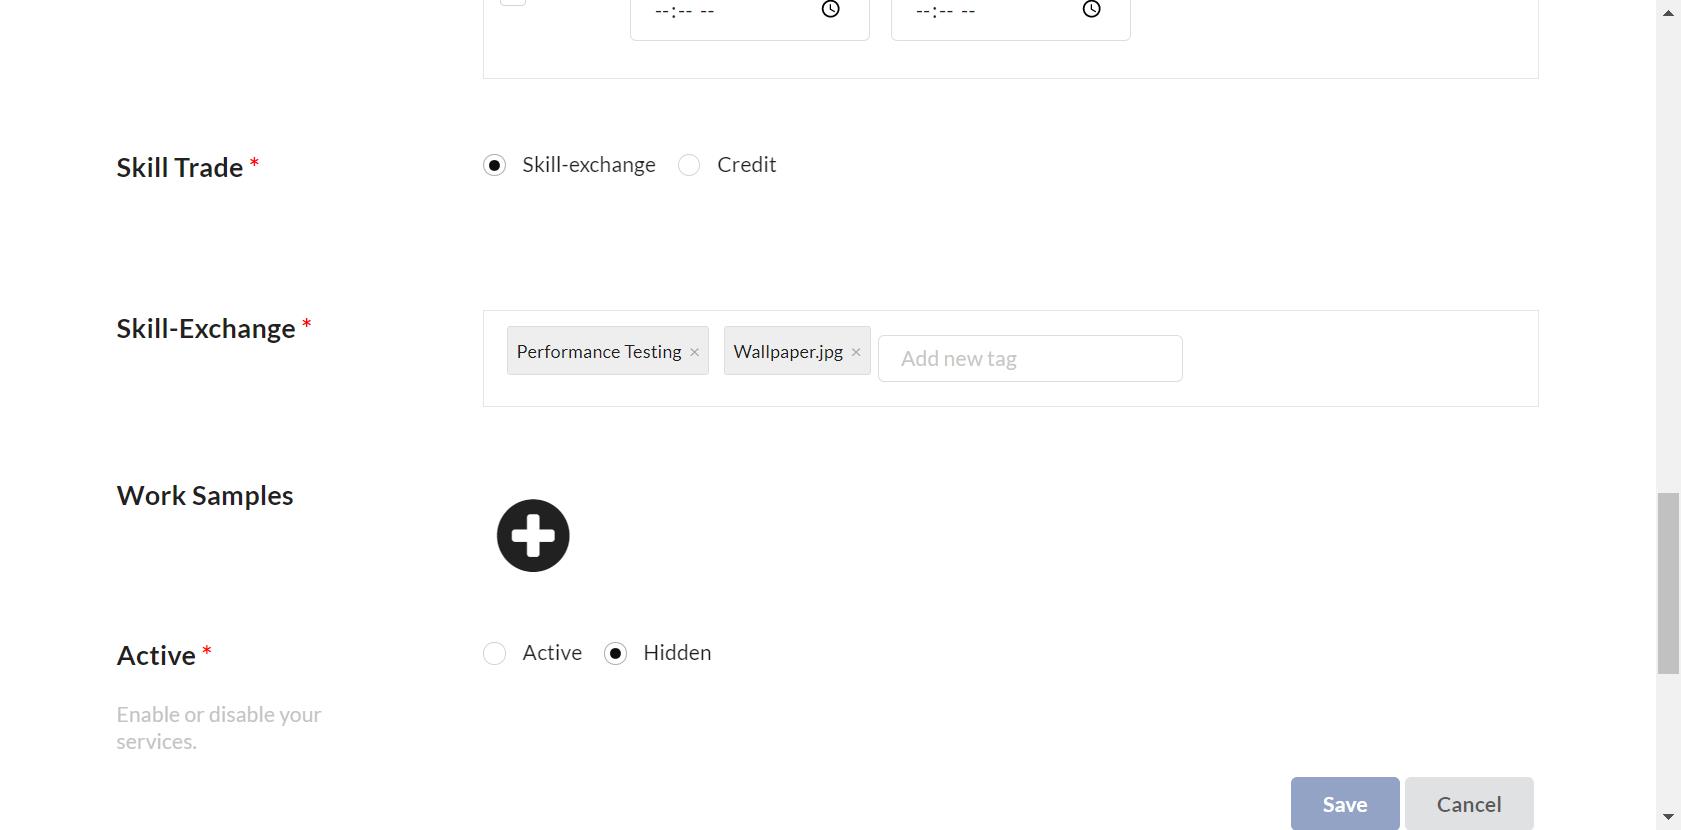 --:-- -- --:-- --
Skill Trade * Skill-exchange Credit
Skill-Exchange * Performance Testing × Wallpaper.jpg × Add new tag
Work Samples
Active * Active Hidden
Enable or disable your
services.
Save Cancel